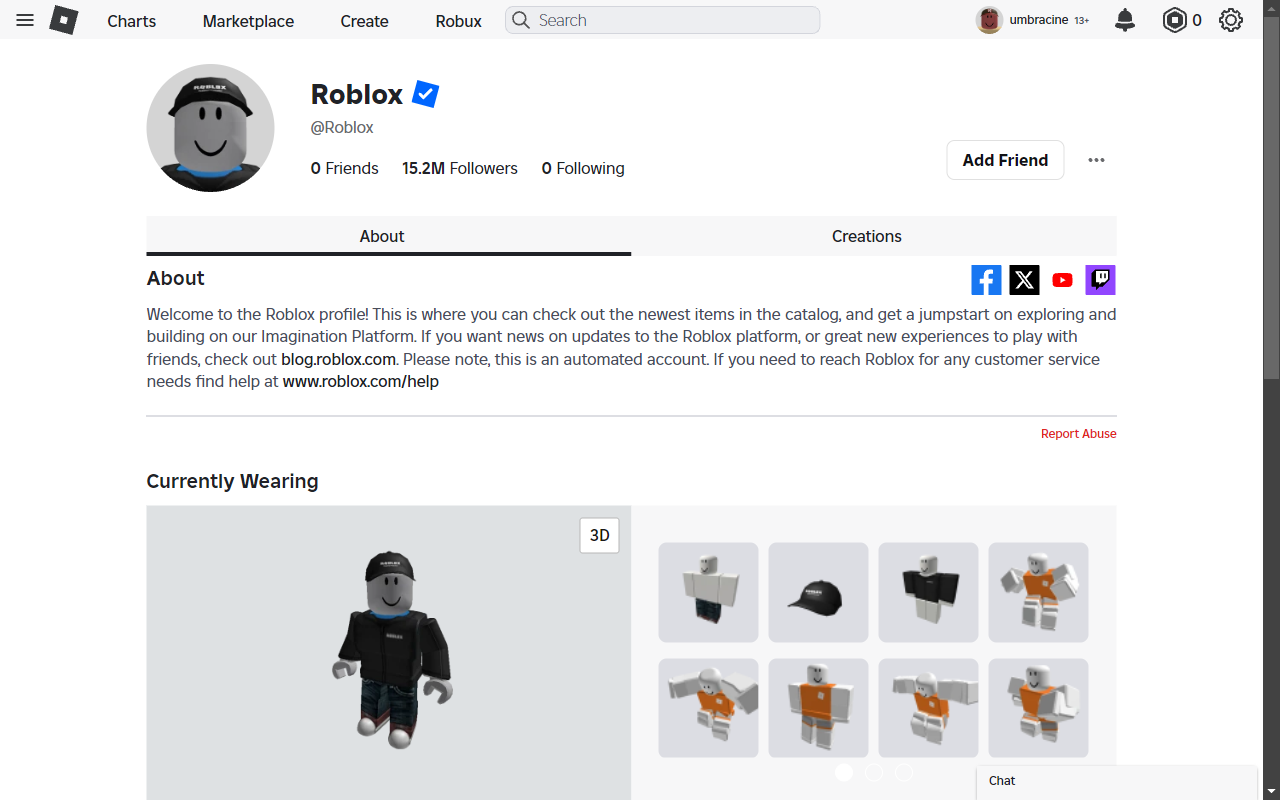 Charts Marketplace Create Robux Search umbracine 13+ 0
ROBLOX
Roblox
@Roblox
0 Friends 15.2M Followers 0 Following
Add Friend
About Creations
About
Welcome to the Roblox profile! This is where you can check out the newest items in the catalog, and get a jumpstart on exploring and
building on our Imagination Platform. If you want news on updates to the Roblox platform, or great new experiences to play with
friends, check out blog.roblox.com. Please note, this is an automated account. If you need to reach Roblox for any customer service
needs find help at www.roblox.com/help
Report Abuse
Currently Wearing
3D
ROBLOX
ROBLOX
Chat